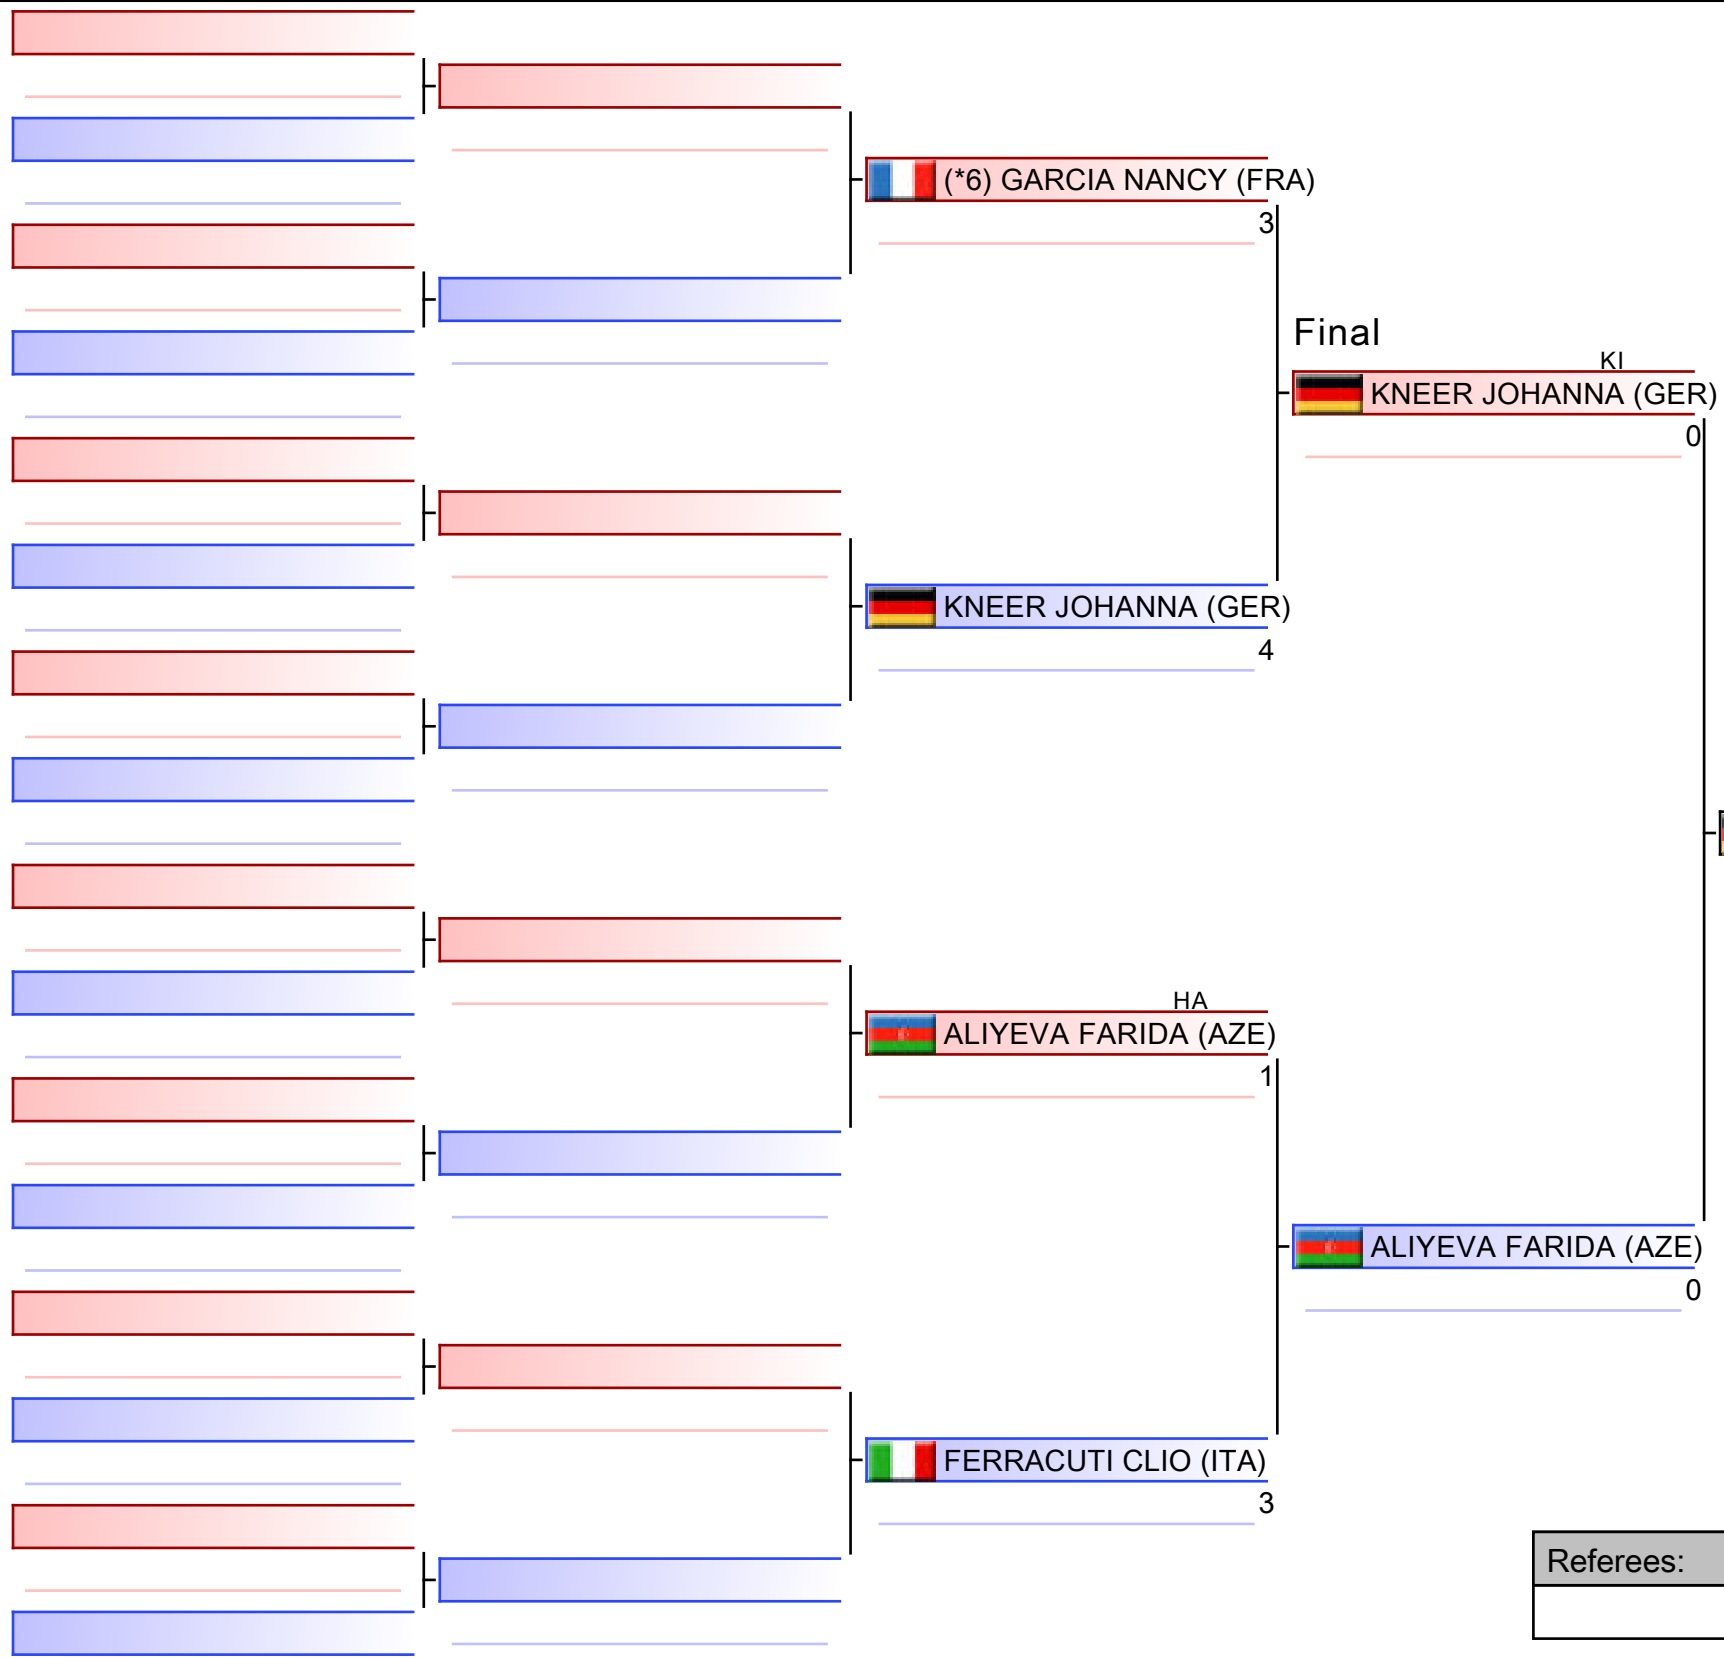 (*6) GARCIA NANCY (FRA)
3
Final
KI
KNEER JOHANNA (GER)
0
KNEER JOHANNA (GER)
4
HA
ALIYEVA FARIDA (AZE)
1
ALIYEVA FARIDA (AZE)
0
FERRACUTI CLIO (ITA)
3
Referees: